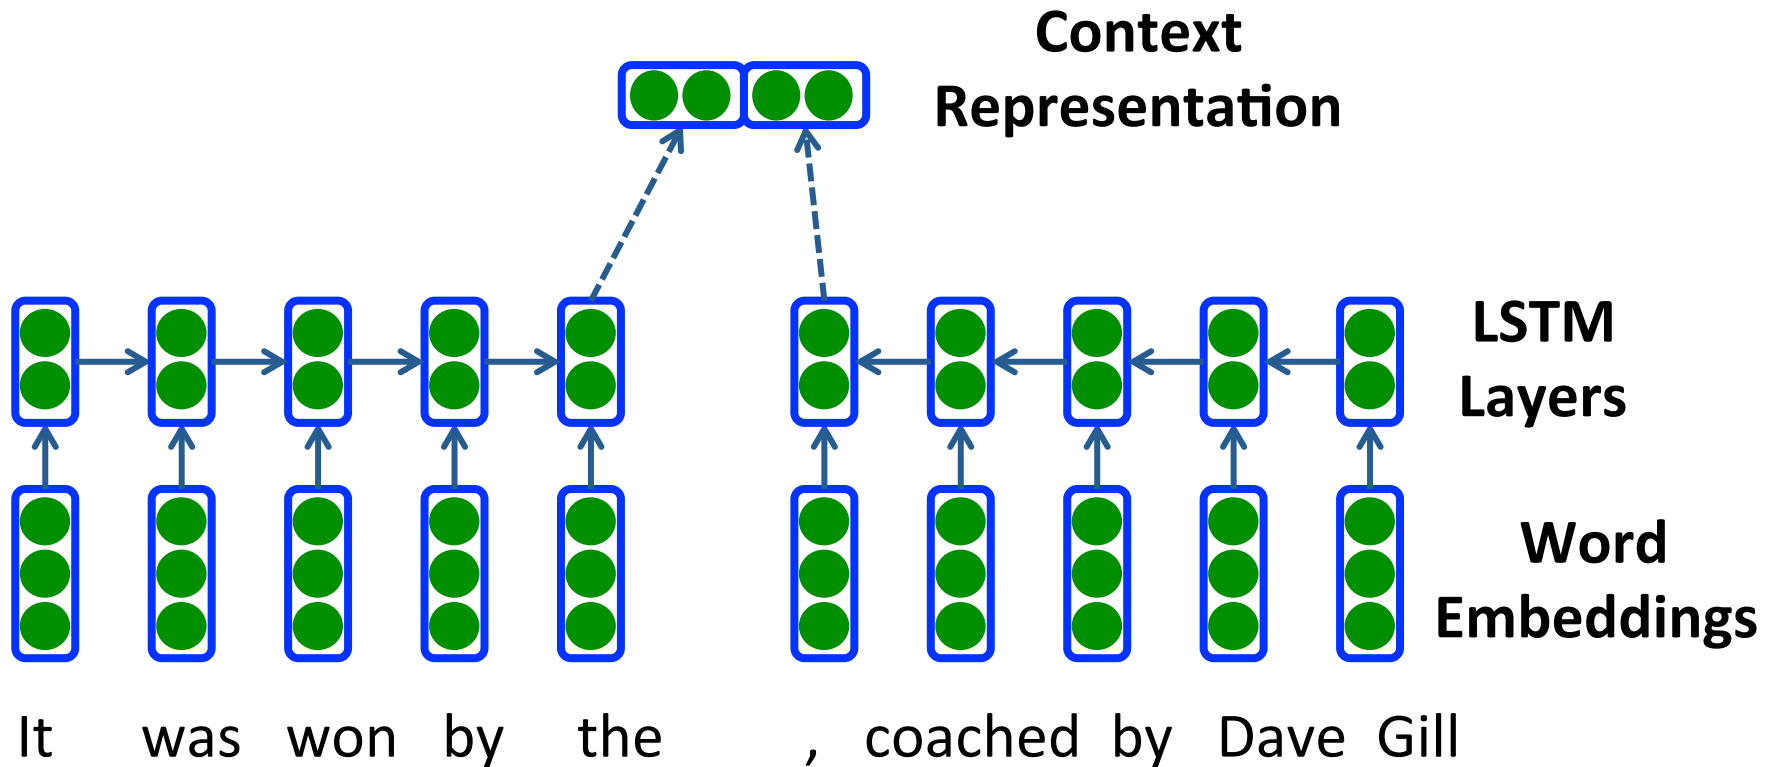 Context
Representation
LSTM
Layers
Word
Embeddings
It was won by the , coached by Dave Gill